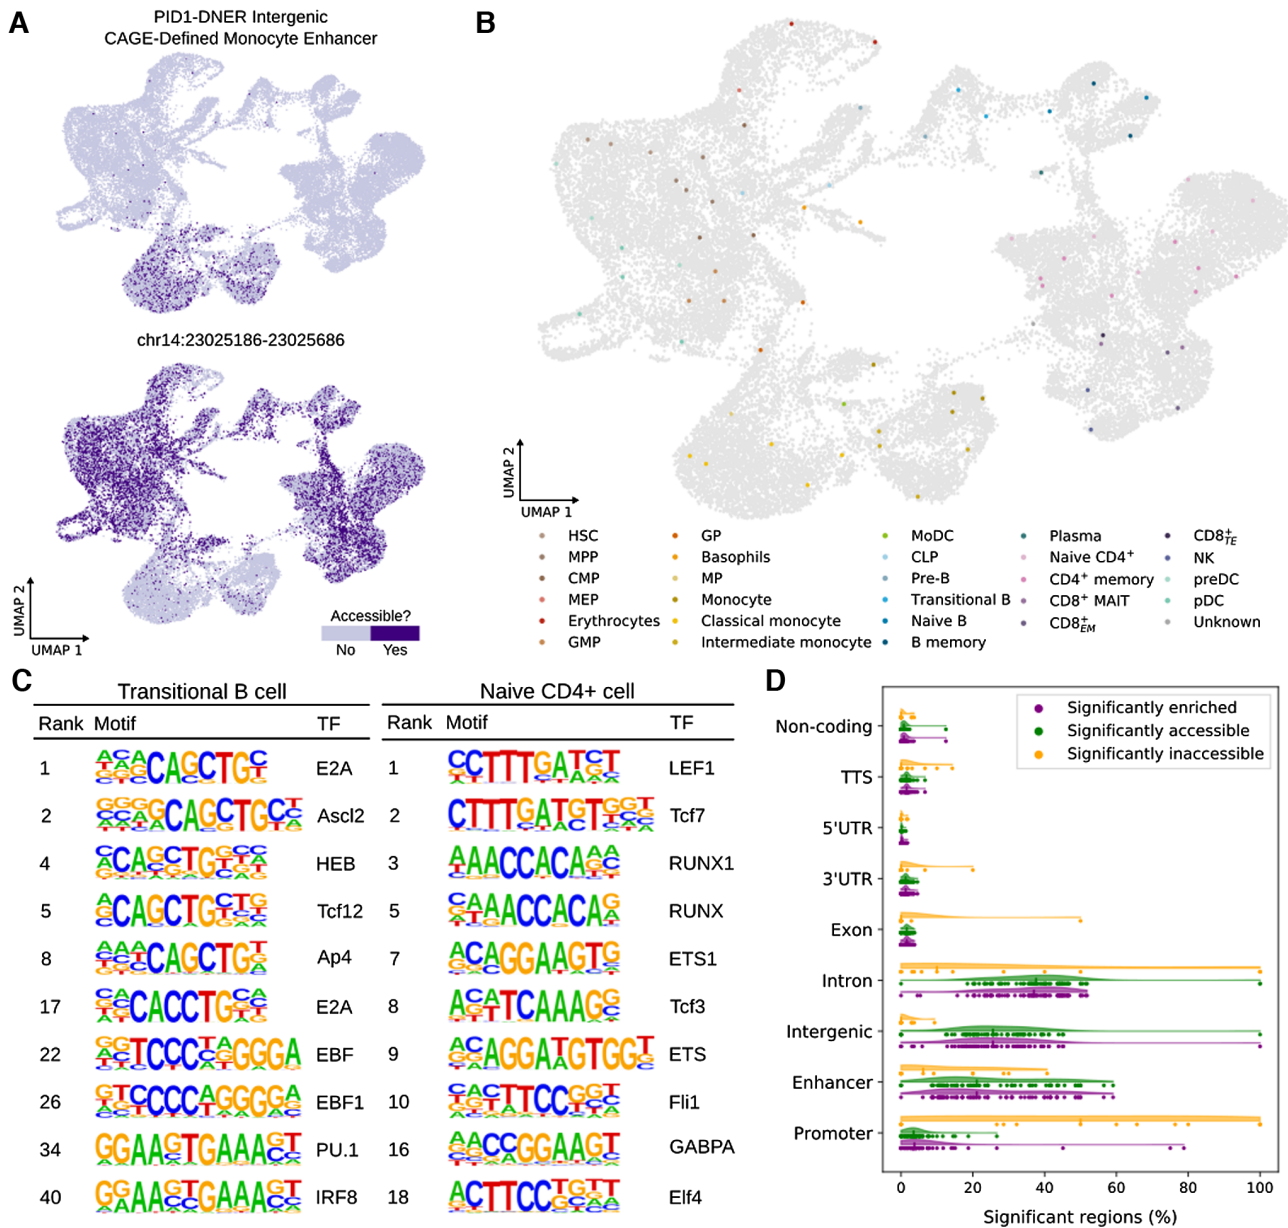 A
PID1-DNER Intergenic
CAGE-Defined Monocyte Enhancer
chr14:23025186-23025686
UMAP 2
UMAP 1
Accessible?
No Yes
B
UMAP 2
UMAP 1
HSC
MPP
CMP
MEP
Erythrocytes
GMP
GP
Basophils
MP
Monocyte
Classical monocyte
Intermediate monocyte
MoDC
CLP
Pre-B
Transitional B
Naive B
B memory
Plasma
Naive CD4+
CD4+ memory
CD8+ MAIT
CD8+ EM
CD8+ TE
NK
preDC
pDC
Unknown
C
Transitional B cell
Rank Motif TF
1 E2A
2 Ascl2
4 HEB
5 Tcf12
8 Ap4
17 E2A
22 EBF
26 EBF1
34 PU.1
40 IRF8
Naive CD4+ cell
Rank Motif TF
1 LEF1
2 Tcf7
3 RUNX1
5 RUNX
7 ETS1
8 Tcf3
9 ETS
10 Fli1
16 GABPA
18 Elf4
D
Significantly enriched
Significantly accessible
Significantly inaccessible
Non-coding
TTS
5'UTR
3'UTR
Exon
Intron
Intergenic
Enhancer
Promoter
0 20 40 60 80 100
Significant regions (%)